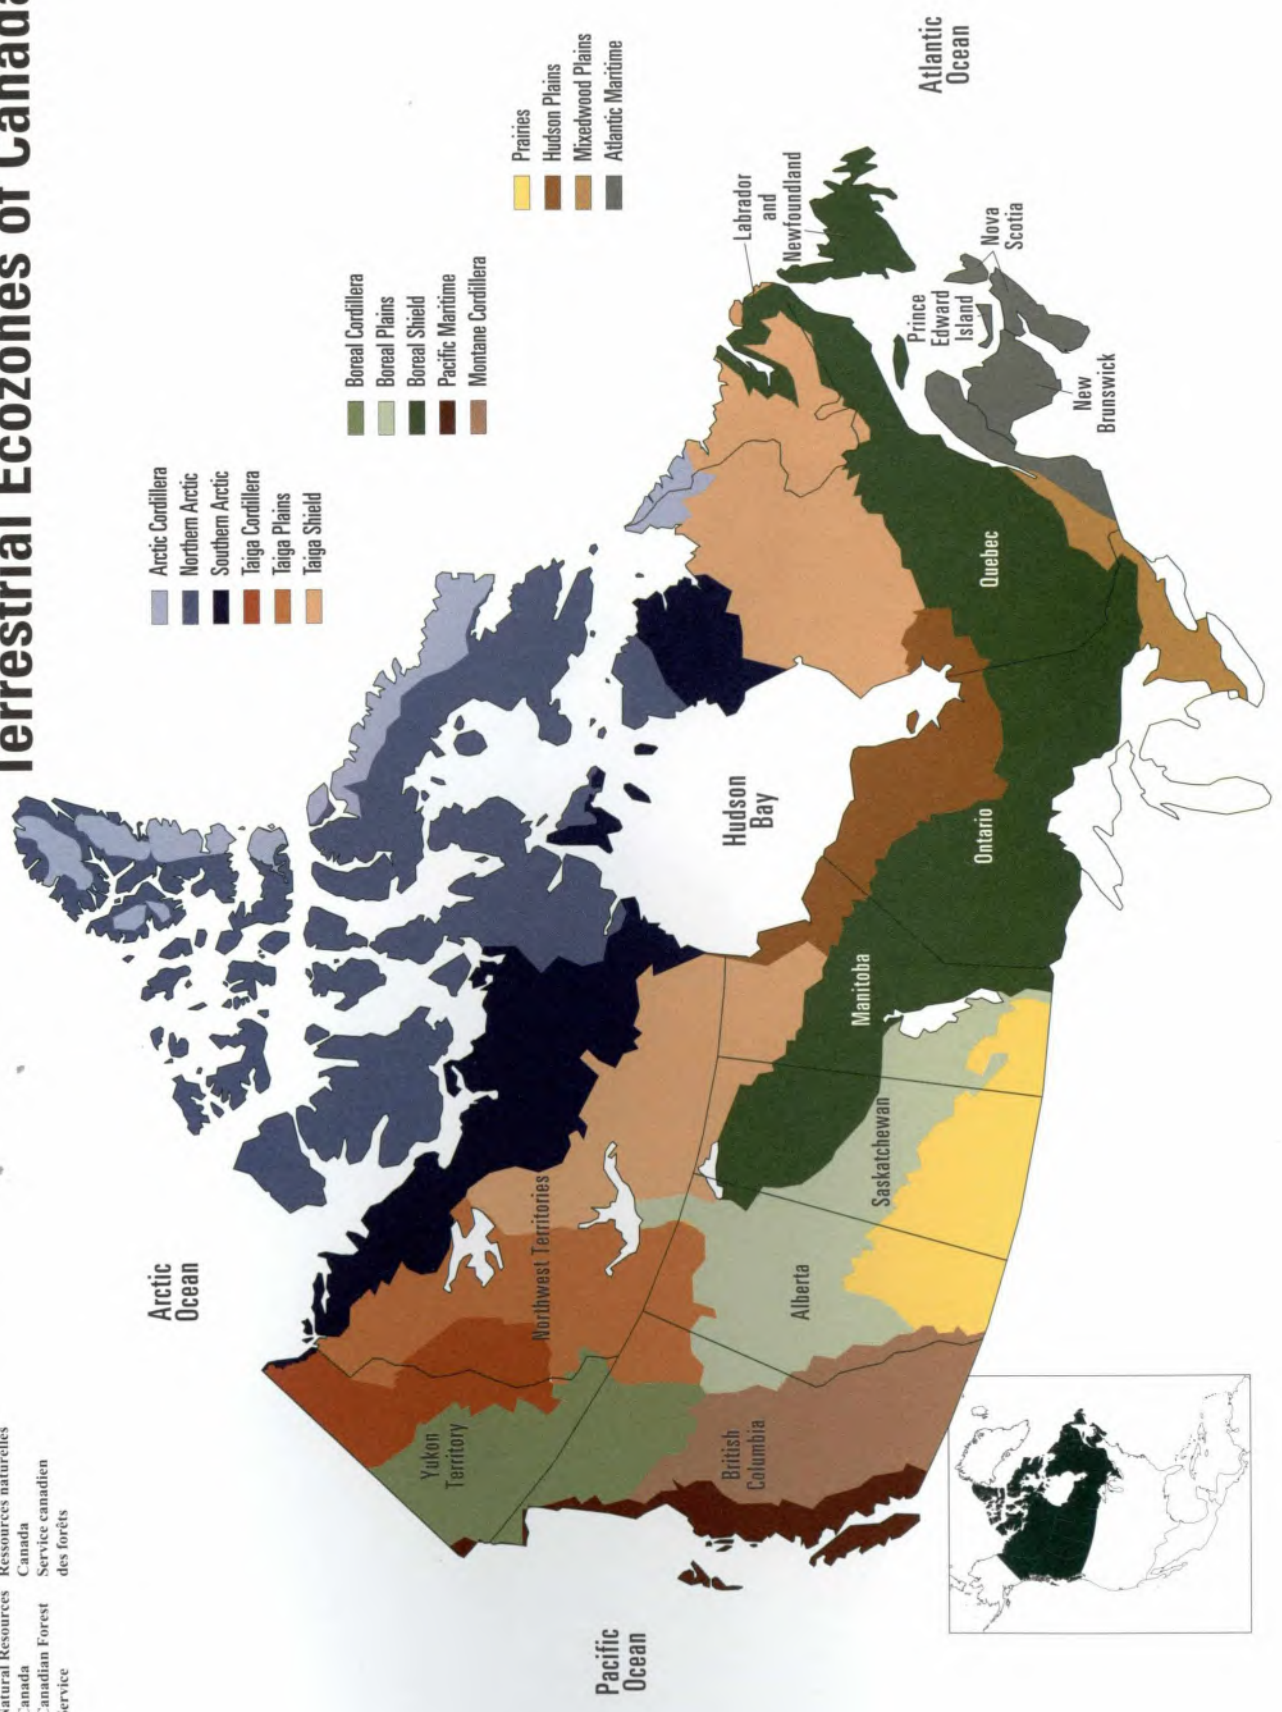 Terrestrial Ecozones of Canada
Ressources naturelles
Canada
Canadian Forest
Service
Service canadien
des forêts
Arctic Cordillera
Northern Arctic
Southern Arctic
Taiga Cordillera
Taiga Plains
Taiga Shield
Boreal Cordillera
Boreal Plains
Boreal Shield
Pacific Maritime
Montane Cordillera
Prairies
Hudson Plains
Mixedwood Plains
Atlantic Maritime
Arctic
Ocean
Pacific
Ocean
Atlantic
Ocean
Hudson
Bay
Yukon
Territory
Northwest Territories
British
Columbia
Alberta
Saskatchewan
Manitoba
Ontario
Quebec
Labrador
and
Newfoundland
Prince
Edward
Island
Nova
Scotia
New
Brunswick